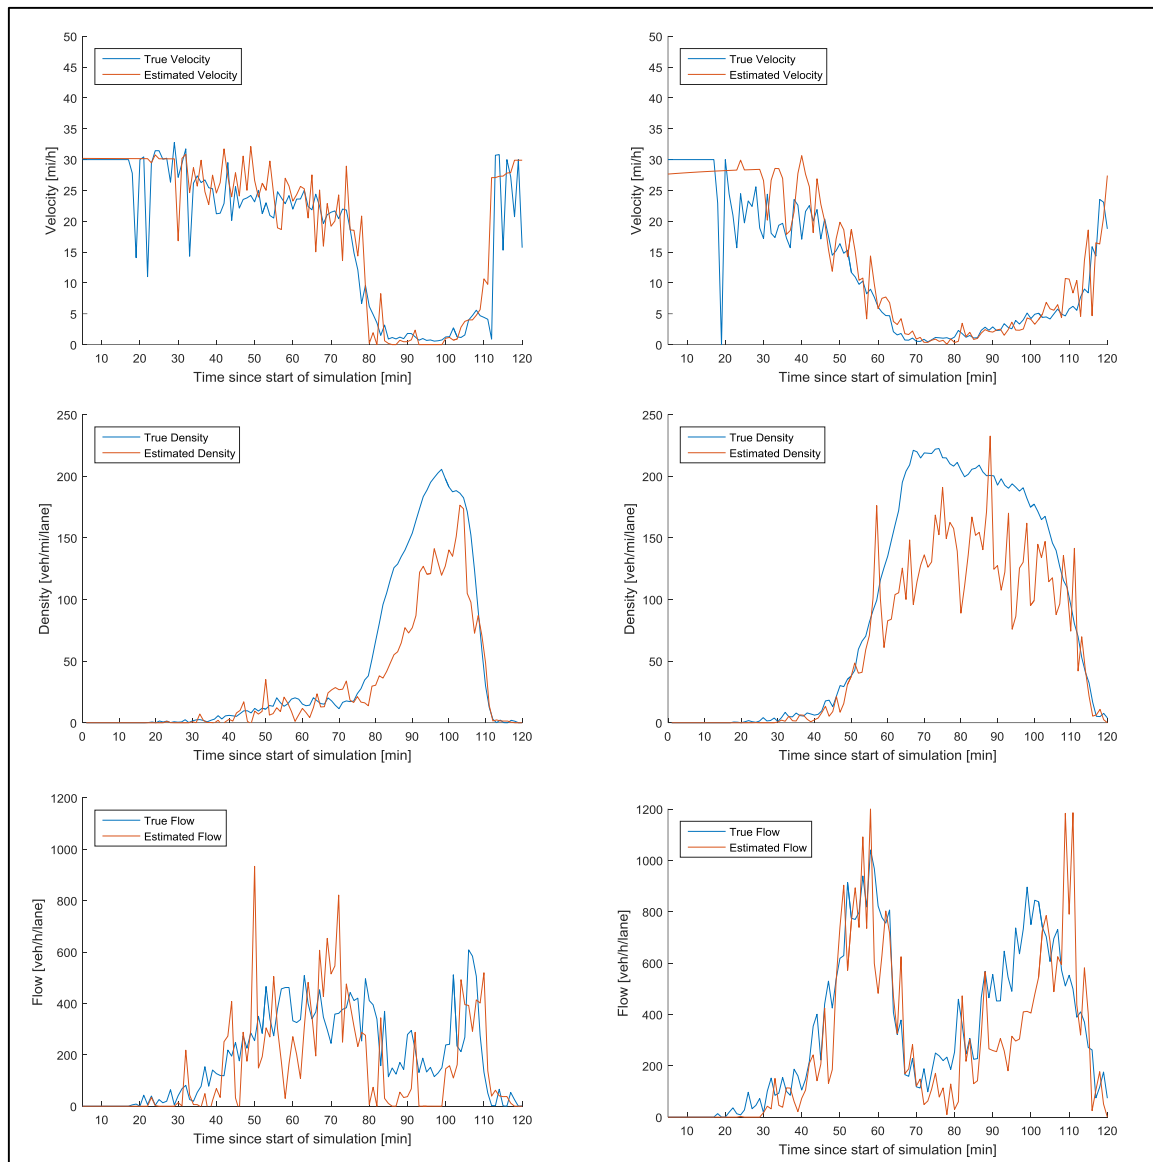 50
45
40
35
30
25
20
15
10
5
0
Velocity [mi/h]
True Velocity
Estimated Velocity
10 20 30 40 50 60 70 80 90 100 110 120
Time since start of simulation [min]
50
45
40
35
30
25
20
15
10
5
0
Velocity [mi/h]
True Velocity
Estimated Velocity
10 20 30 40 50 60 70 80 90 100 110 120
Time since start of simulation [min]
250
200
150
100
50
0
Density [veh/mi/lane]
True Density
Estimated Density
0 10 20 30 40 50 60 70 80 90 100 110 120
Time since start of simulation [min]
250
200
150
100
50
0
Density [veh/mi/lane]
True Density
Estimated Density
0 10 20 30 40 50 60 70 80 90 100 110 120
Time since start of simulation [min]
1200
1000
800
600
400
200
0
Flow [veh/h/lane]
True Flow
Estimated Flow
10 20 30 40 50 60 70 80 90 100 110 120
Time since start of simulation [min]
1200
1000
800
600
400
200
0
Flow [veh/h/lane]
True Flow
Estimated Flow
10 20 30 40 50 60 70 80 90 100 110 120
Time since start of simulation [min]